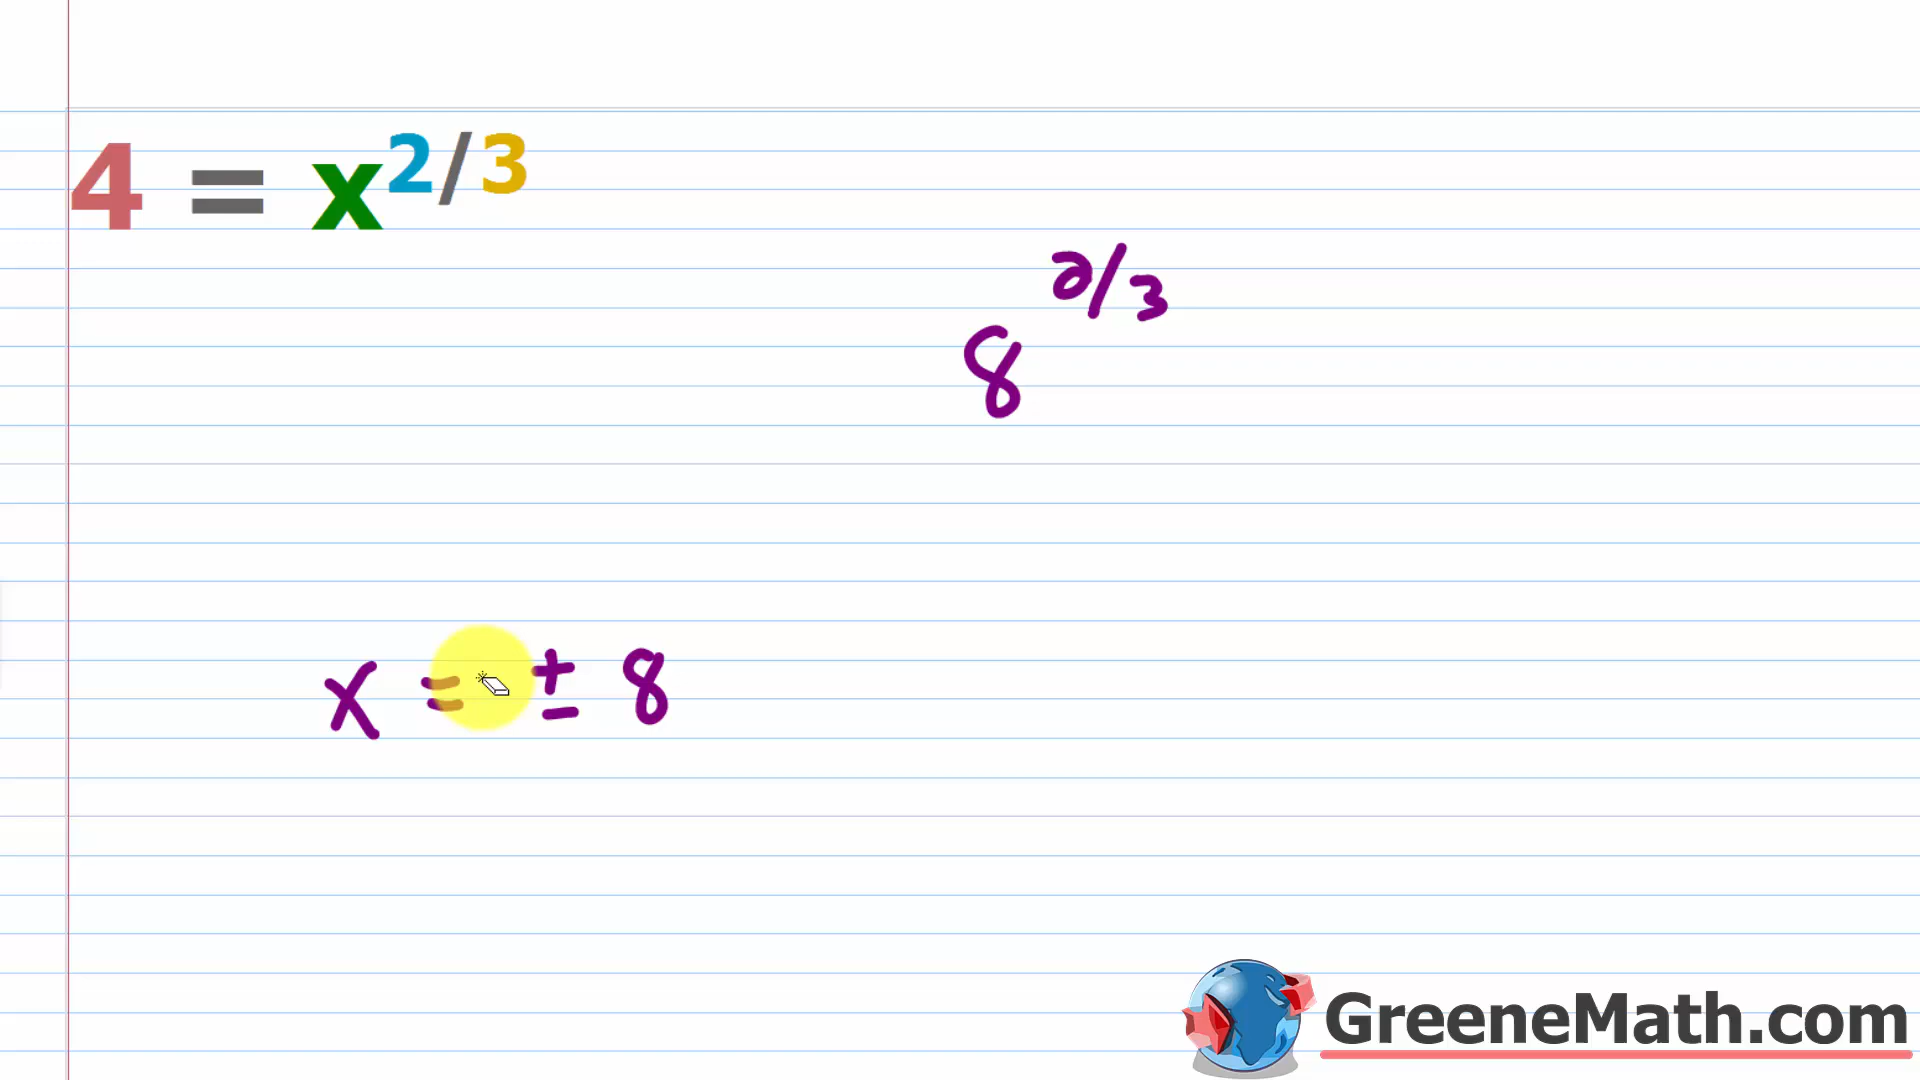 4 = x^2/3
8^2/3
x = ± 8
GreeneMath.com